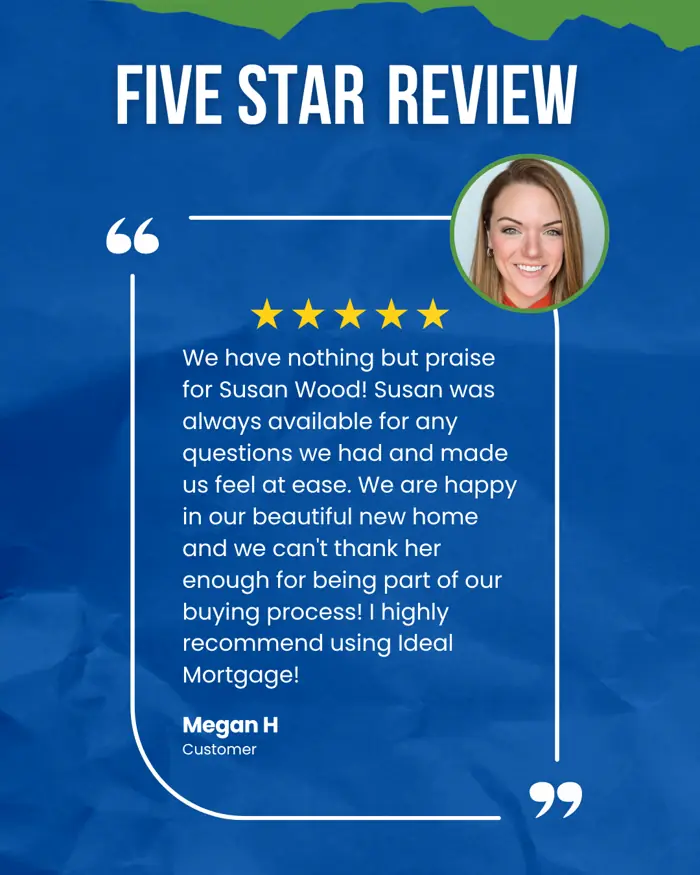 FIVE STAR REVIEW
“
We have nothing but praise
for Susan Wood! Susan was
always available for any
questions we had and made
us feel at ease. We are happy
in our beautiful new home
and we can't thank her
enough for being part of our
buying process! I highly
recommend using Ideal
Mortgage!
Megan H
Customer
”